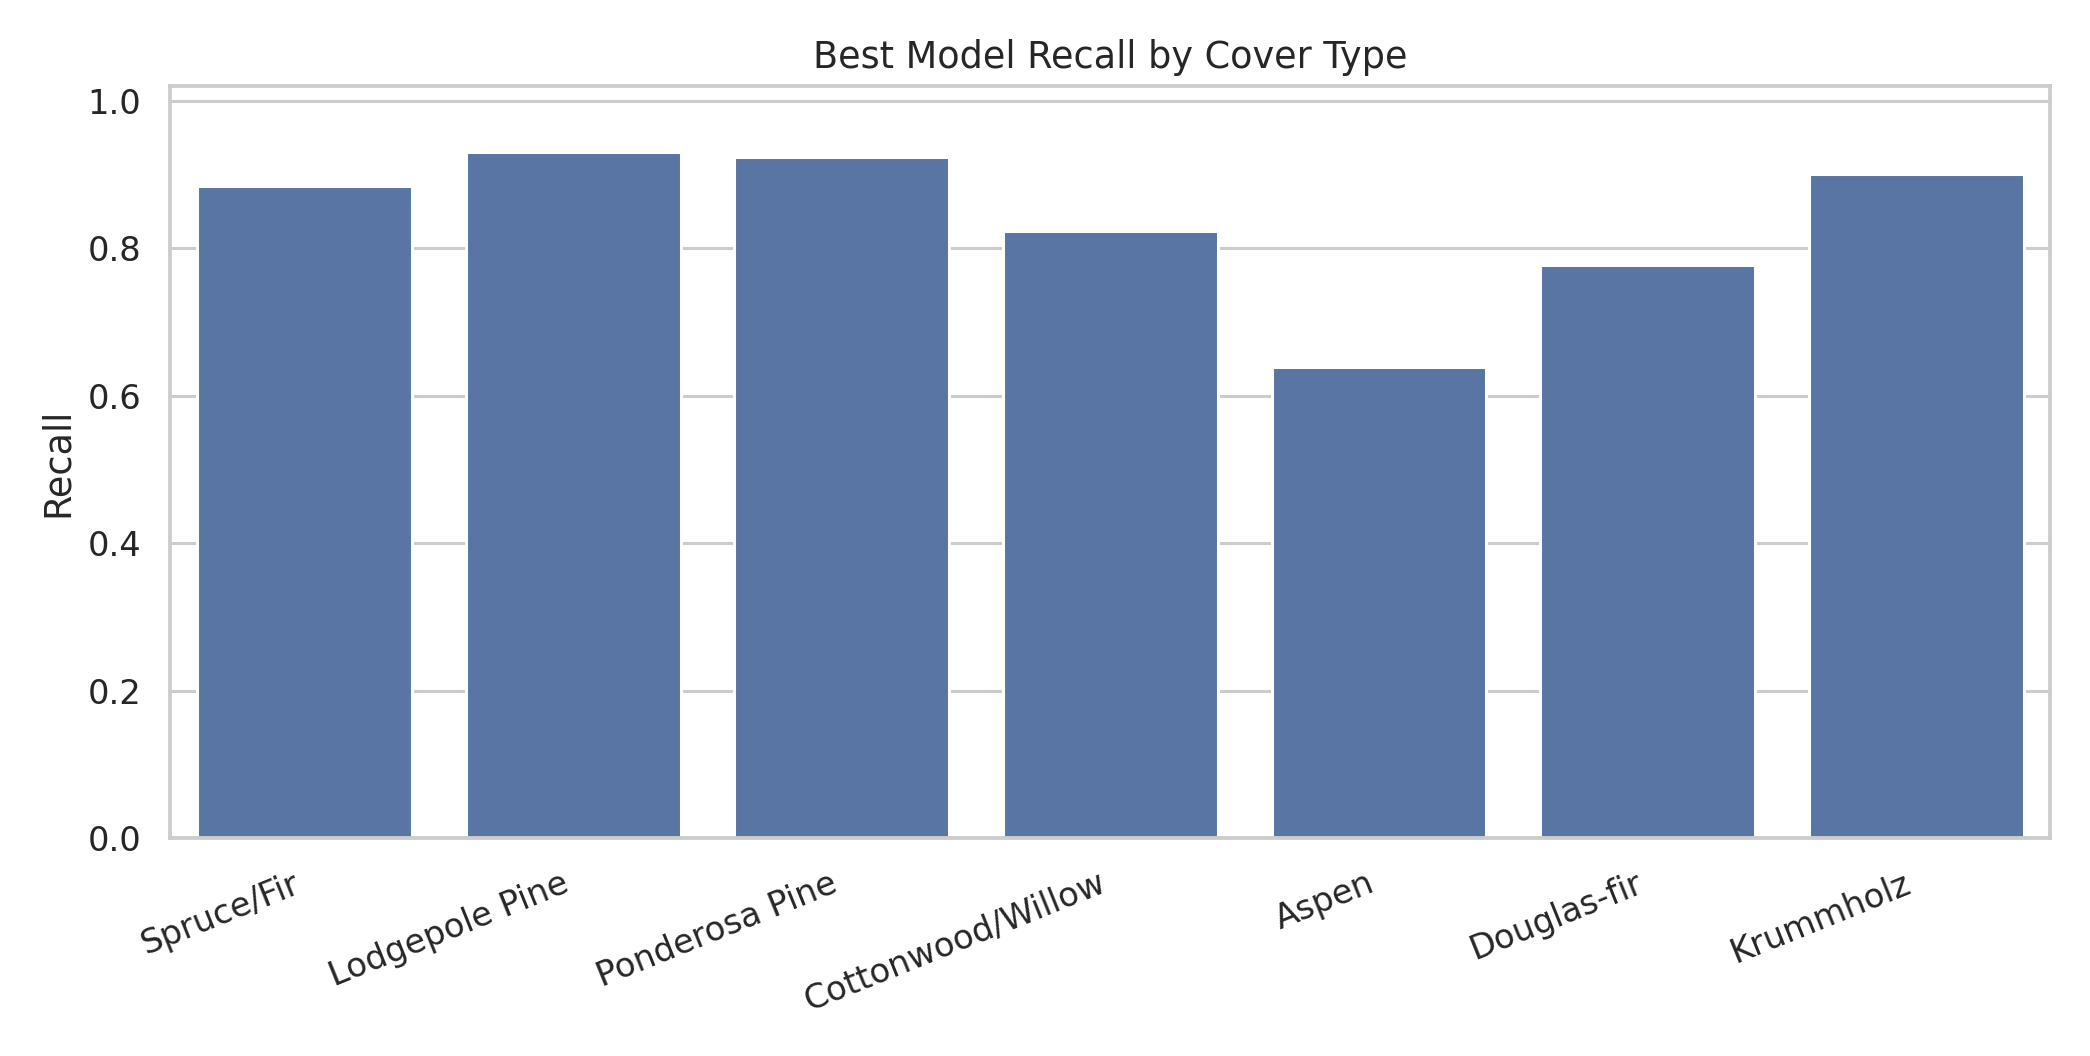 Best Model Recall by Cover Type
Recall
1.0
0.8
0.6
0.4
0.2
0.0
Spruce/Fir
Lodgepole Pine
Ponderosa Pine
Cottonwood/Willow
Aspen
Douglas-fir
Krummholz